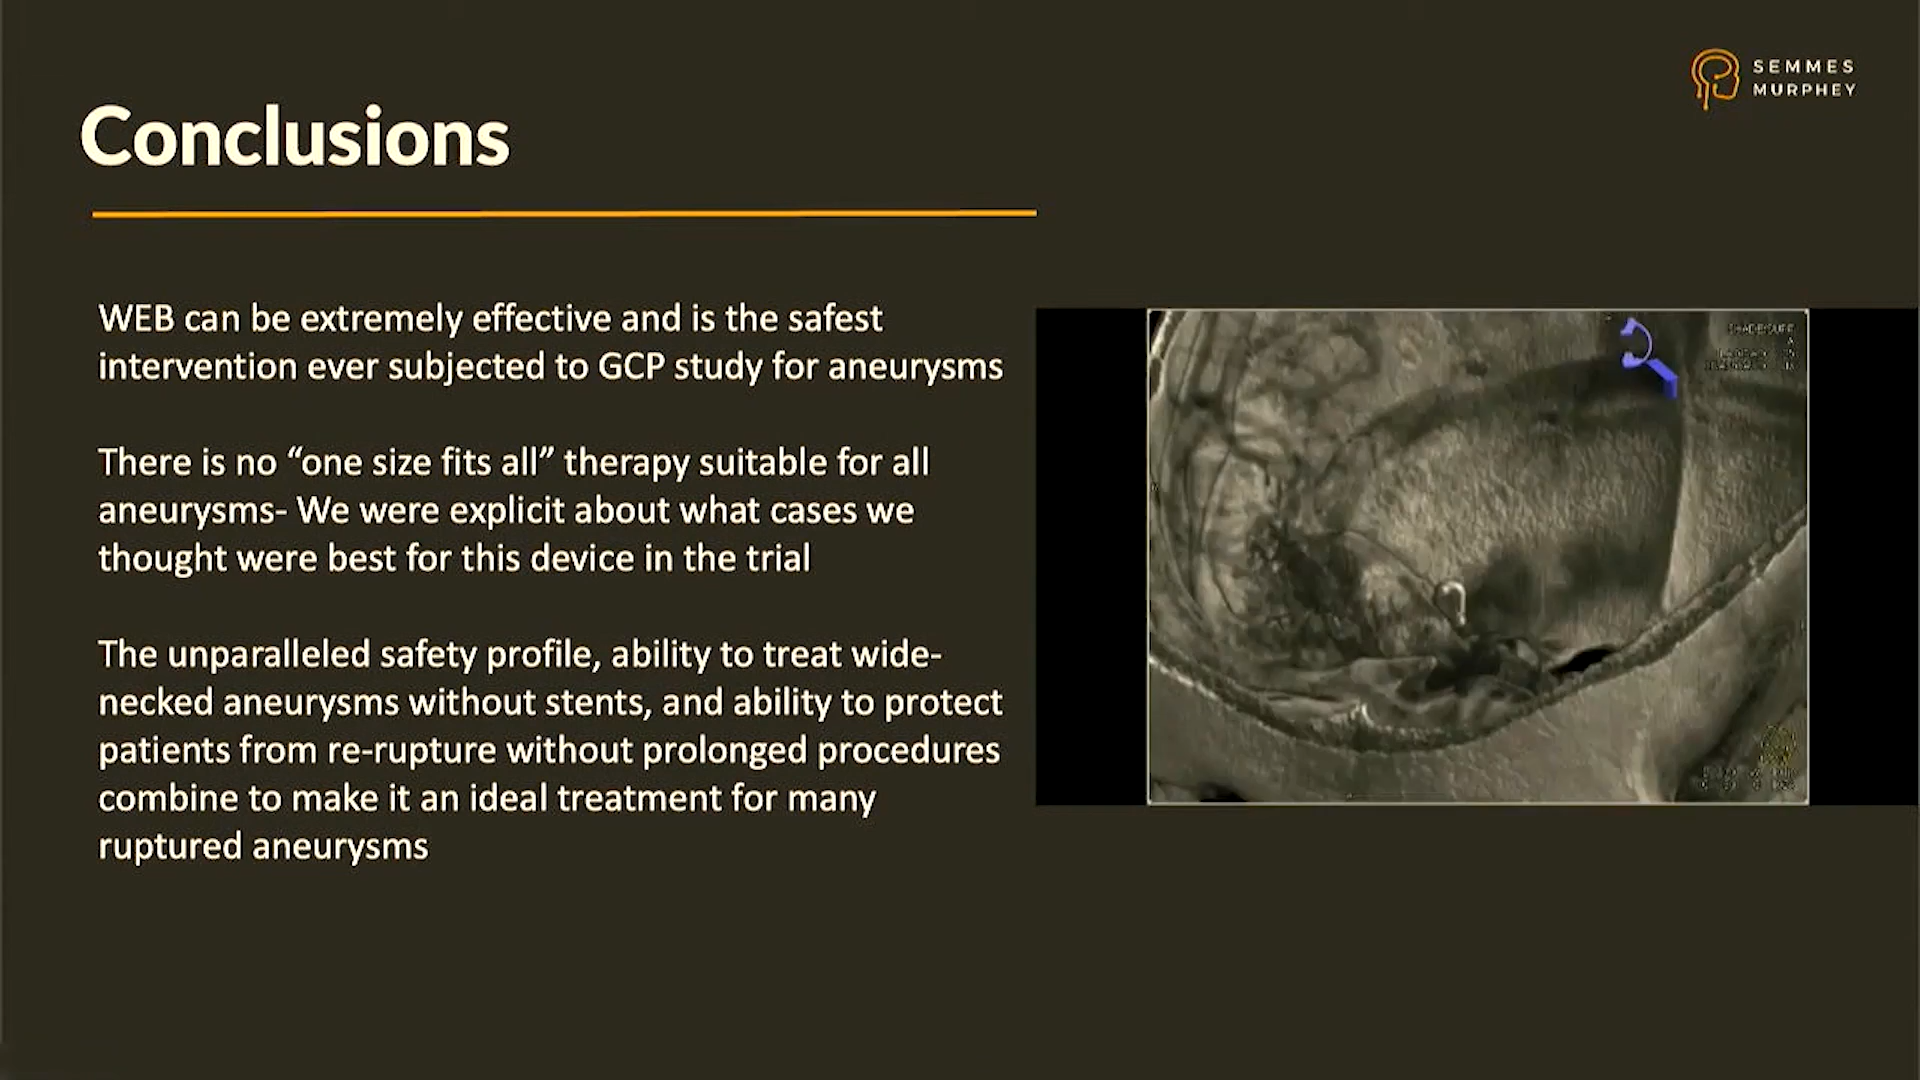 SEMMES
MURPHEY
Conclusions
WEB can be extremely effective and is the safest
intervention ever subjected to GCP study for aneurysms
There is no “one size fits all” therapy suitable for all
aneurysms- We were explicit about what cases we
thought were best for this device in the trial
The unparalleled safety profile, ability to treat wide-
necked aneurysms without stents, and ability to protect
patients from re-rupture without prolonged procedures
combine to make it an ideal treatment for many
ruptured aneurysms